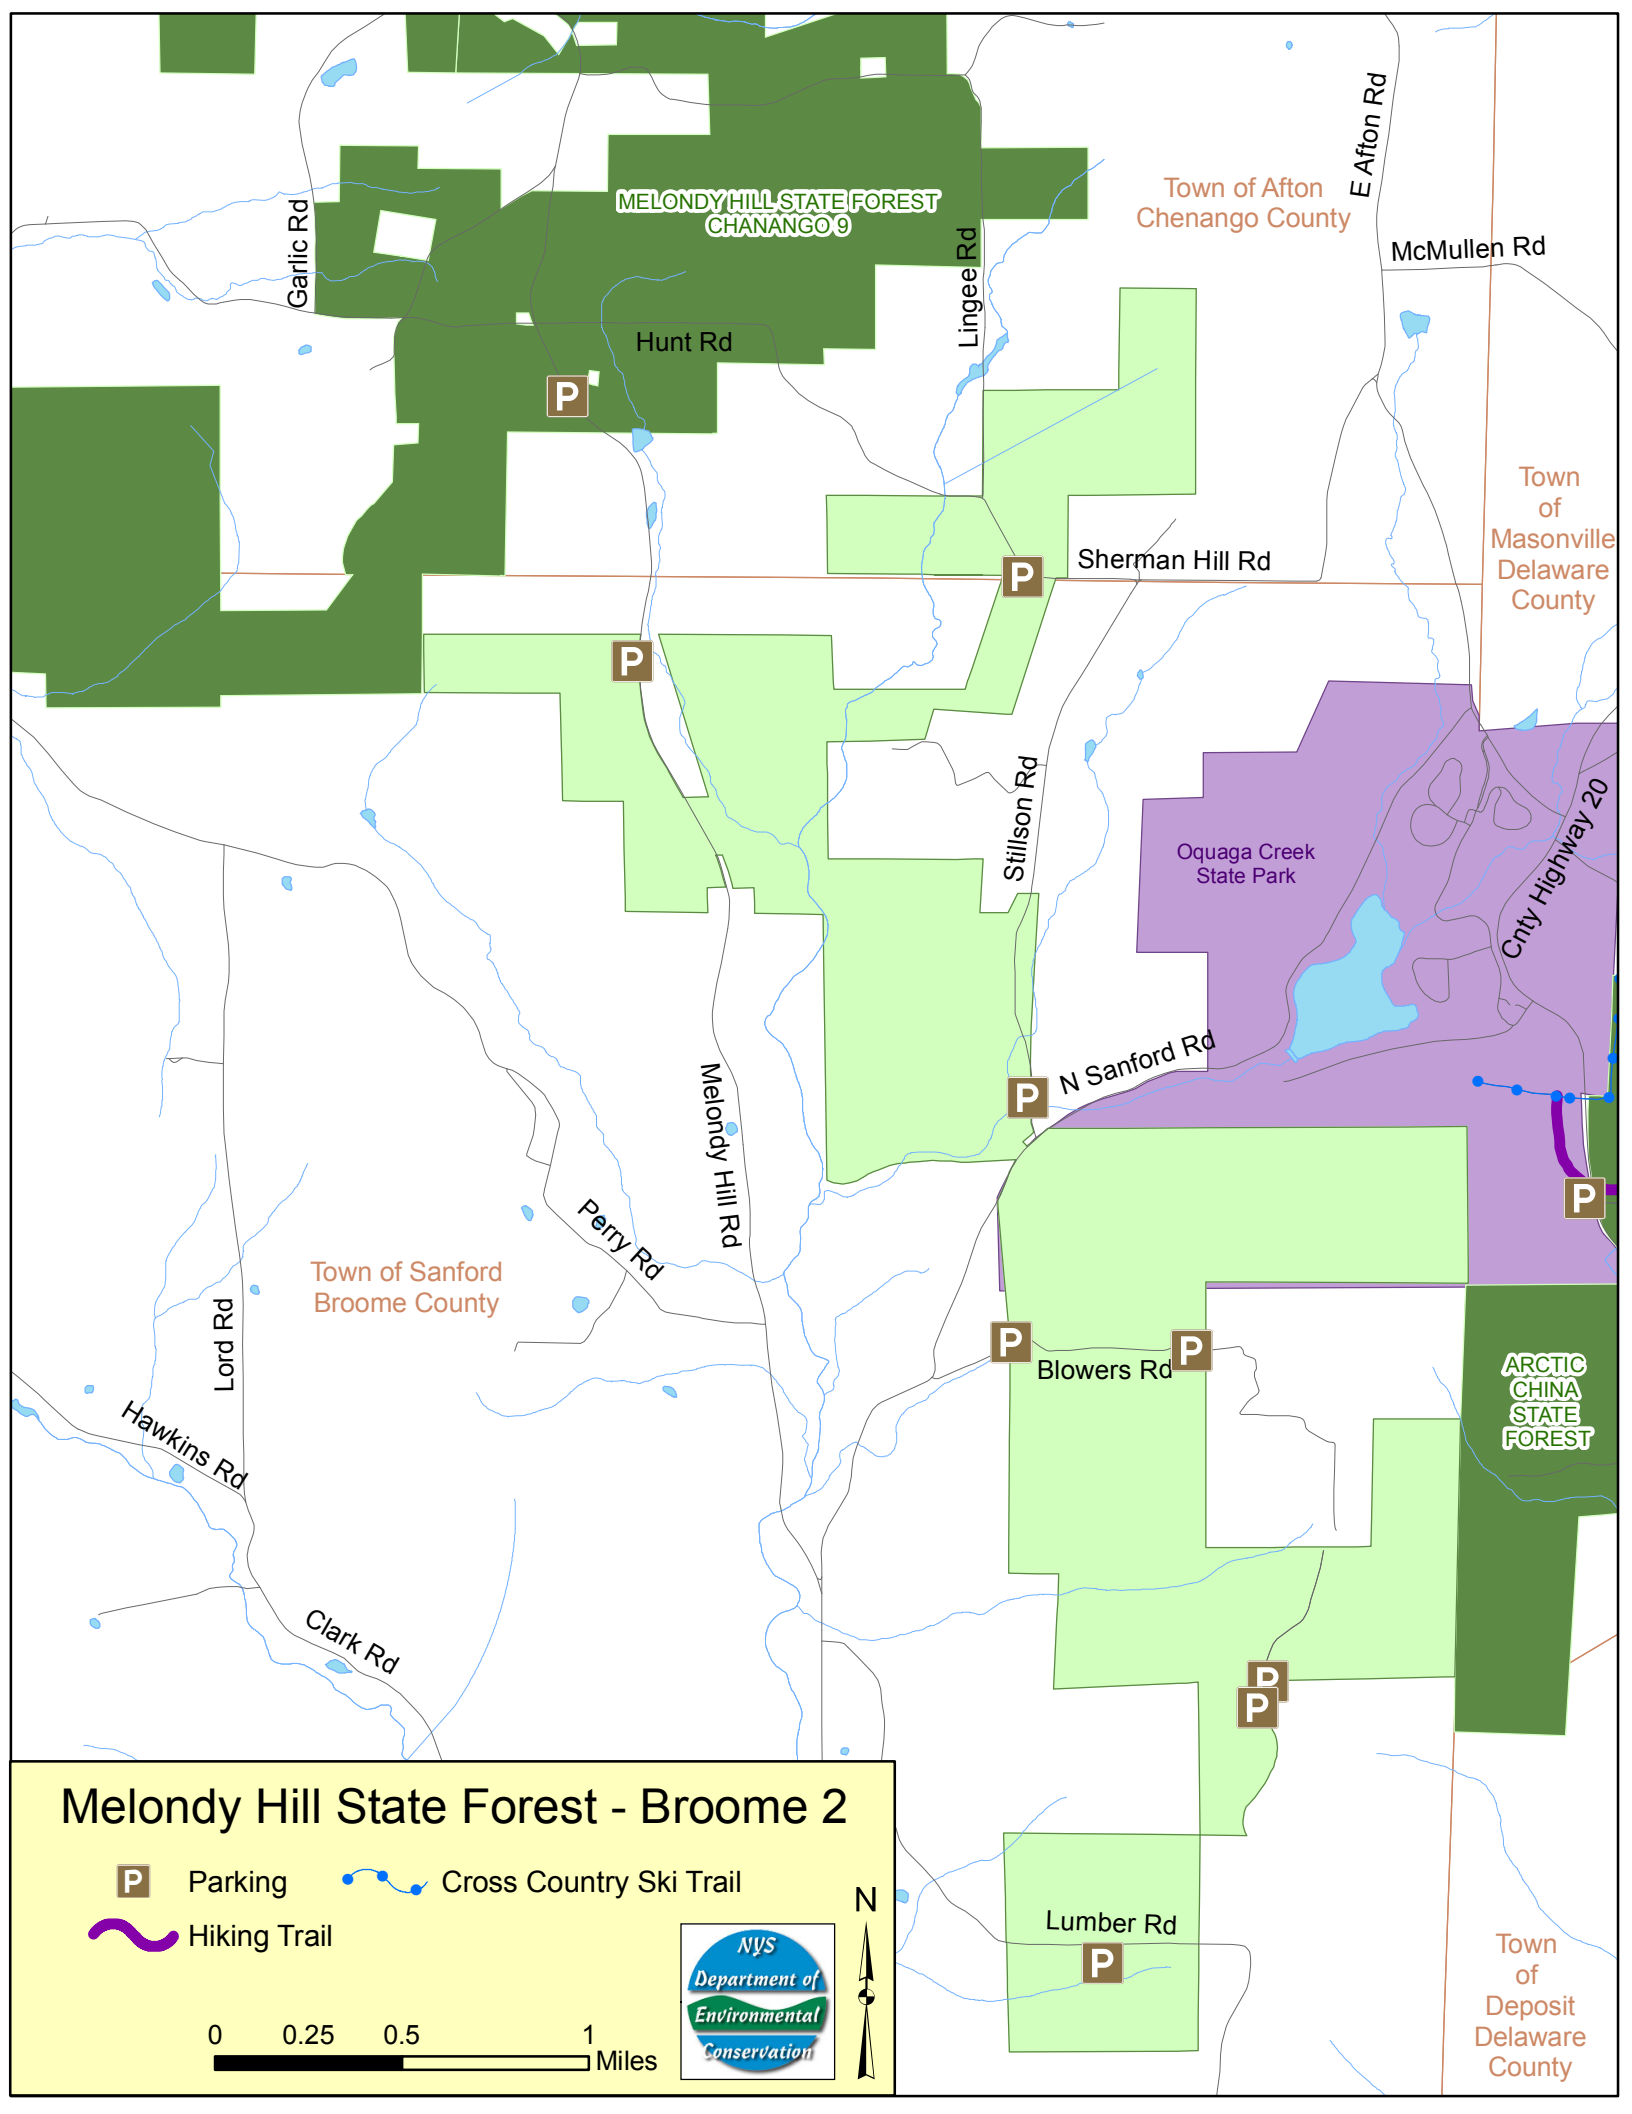 E Afton Rd
Town of Afton
Chenango County
MELONDY HILL STATE FOREST
CHANANGO 9
Garlic Rd
Lingee Rd
McMullen Rd
Hunt Rd
P
Town
of
Masonville
Delaware
County
Sherman Hill Rd
P
P
Stillson Rd
Oquaga Creek
State Park
Cnty Highway 20
N Sanford Rd
P
Melondy Hill Rd
P
Perry Rd
Town of Sanford
Broome County
Lord Rd
P
P
Blowers Rd
ARCTIC
CHINA
STATE
FOREST
Hawkins Rd
Clark Rd
P
P
Melondy Hill State Forest - Broome 2
P Parking
Cross Country Ski Trail
Hiking Trail
N
NYS
Department of
Environmental
Conservation
0 0.25 0.5 1
Miles
Lumber Rd
P
Town
of
Deposit
Delaware
County